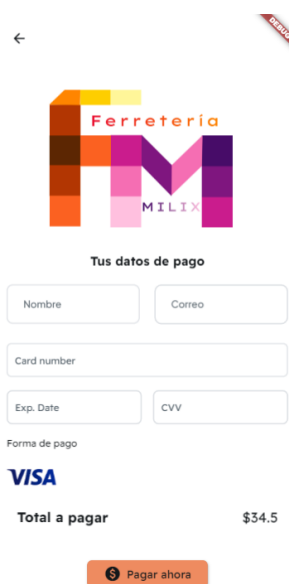 DEBUG
Ferretería
MILIX
Tus datos de pago
Nombre
Correo
Card number
Exp. Date
CVV
Forma de pago
VISA
Total a pagar
$34.5
Pagar ahora